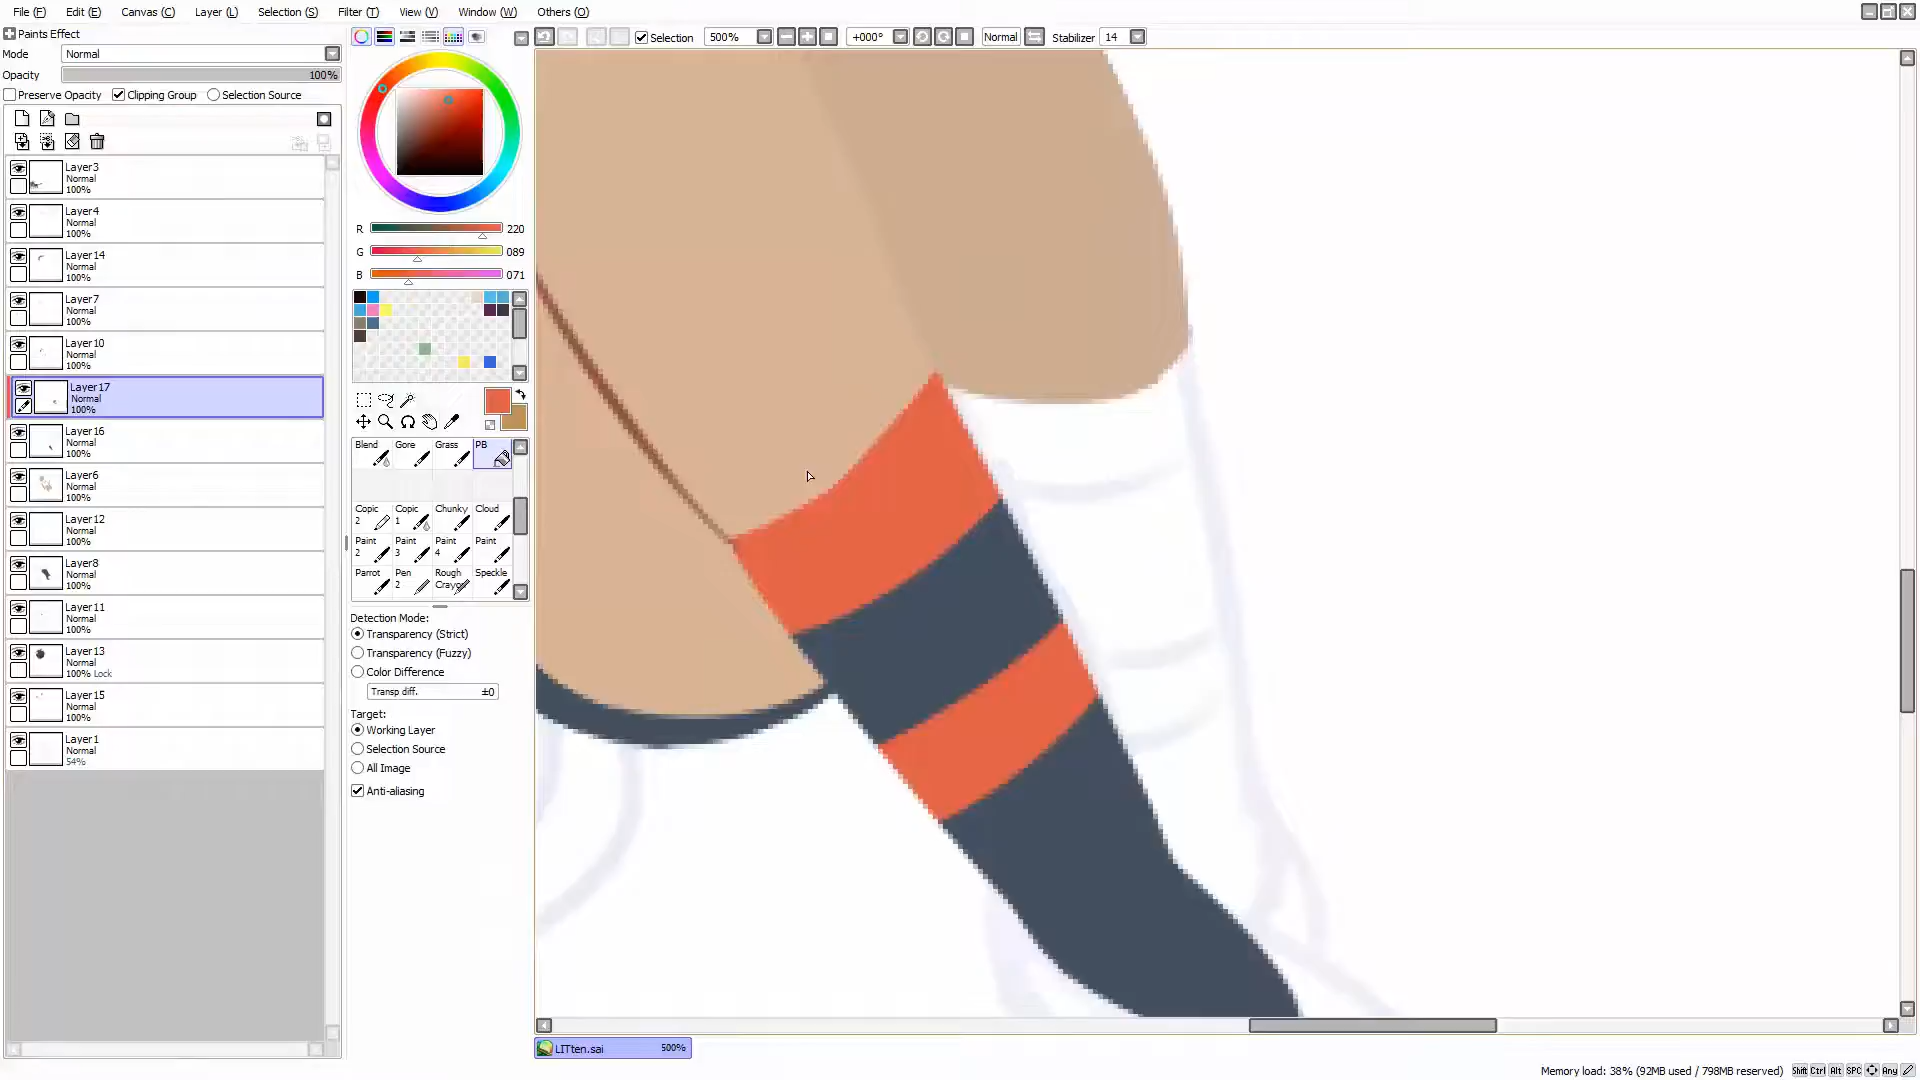 File (F) Edit (E) Canvas (C) Layer (L) Selection (S) Filter (T) View (V) Window (W) Others (O)
Paints Effect
Selection 500% +000° Normal Stabilizer 14
Mode Normal
Opacity 100%
Preserve Opacity Clipping Group Selection Source
Layer3
Normal
100%
Layer4
Normal
100%
Layer14
Normal
100%
Layer7
Normal
100%
Layer10
Normal
100%
Layer17
Normal
100%
Layer16
Normal
100%
Layer6
Normal
100%
Layer12
Normal
100%
Layer8
Normal
100%
Layer11
Normal
100%
Layer13
Normal
100% Lock
Layer15
Normal
100%
Layer1
Normal
54%
R 220
G 089
B 071
Blend Gore Grass PB
Copic 2 Copic 1 Chunky Cloud
Paint 2 Paint 3 Paint 4 Paint
Parrot Pen 2 Rough Crayon Speckle
Detection Mode:
Transparency (Strict)
Transparency (Fuzzy)
Color Difference
Transp diff. ±0
Target:
Working Layer
Selection Source
All Image
Anti-aliasing
LITten.sai 500%
Memory load: 38% (92MB used / 798MB reserved) Shift Ctrl Alt SPC Any